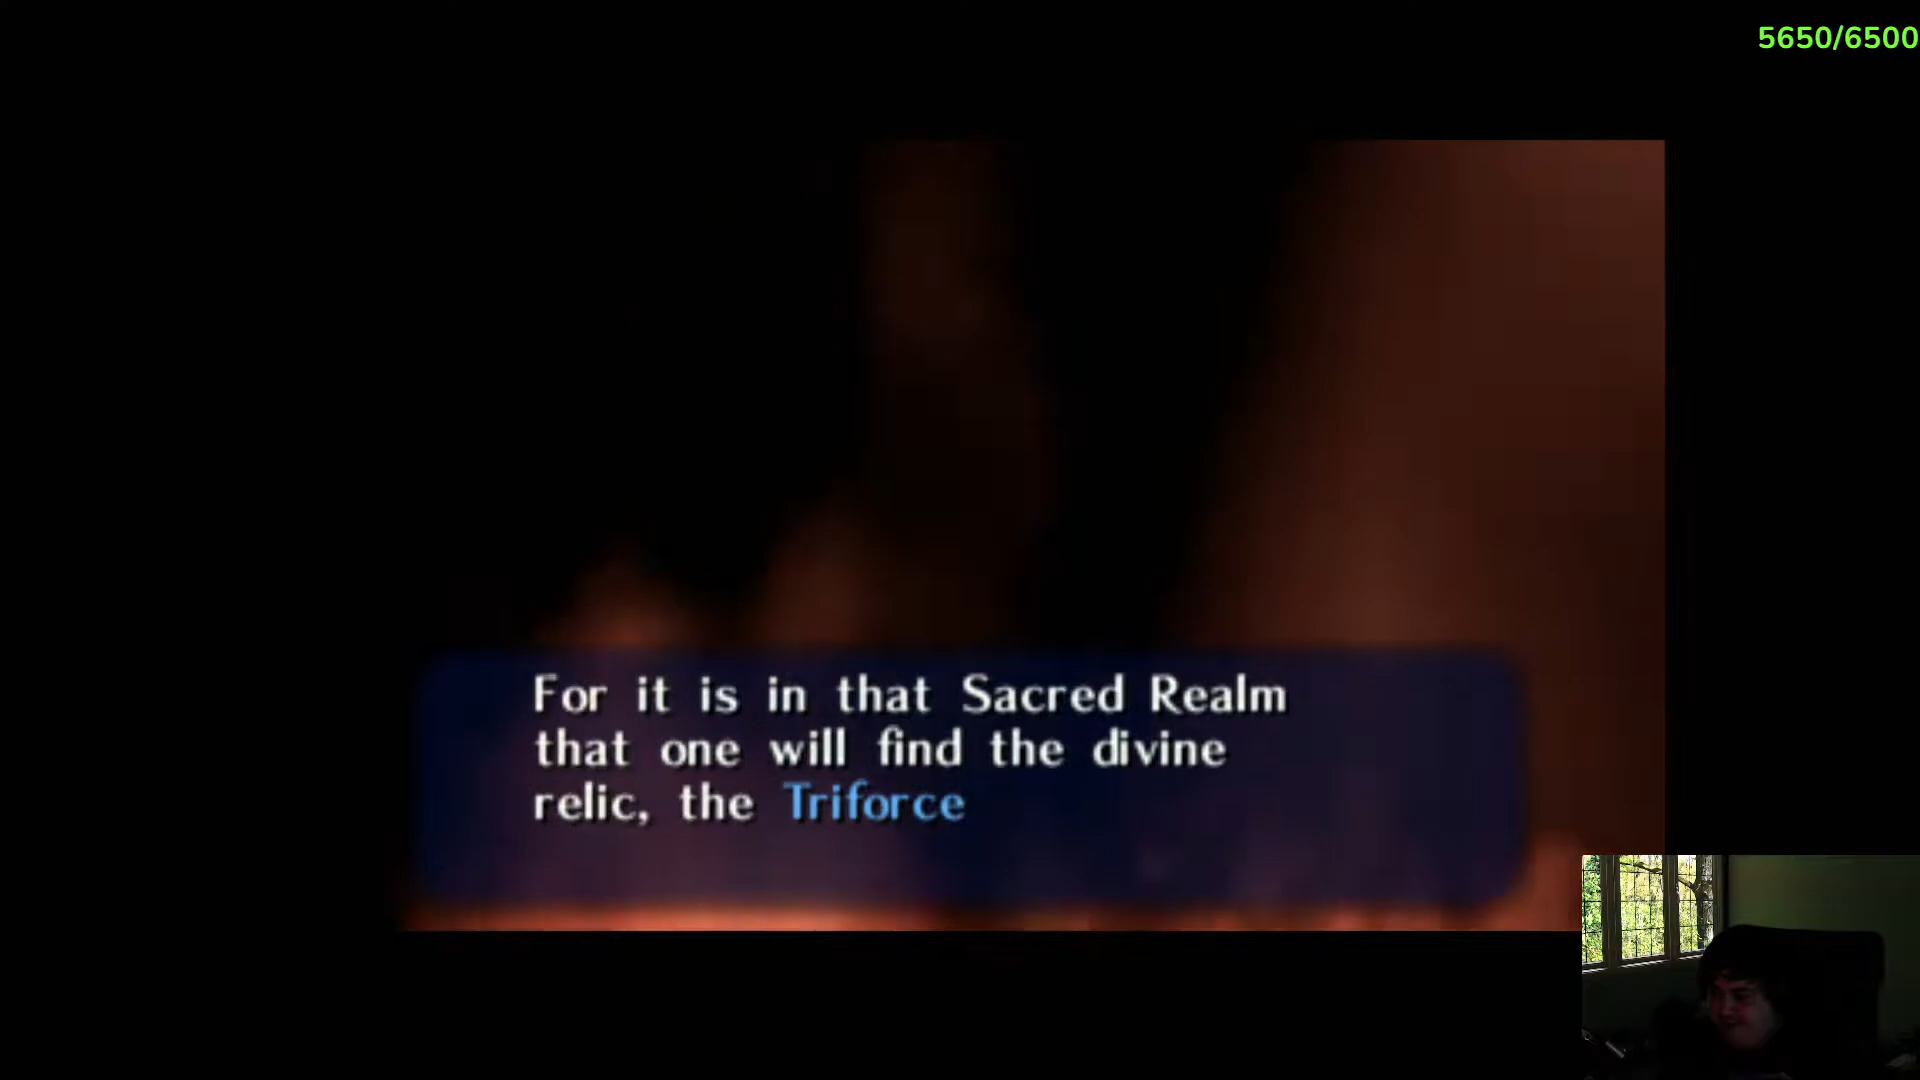 5650/6500
For it is in that Sacred Realm
that one will find the divine
relic, the Triforce